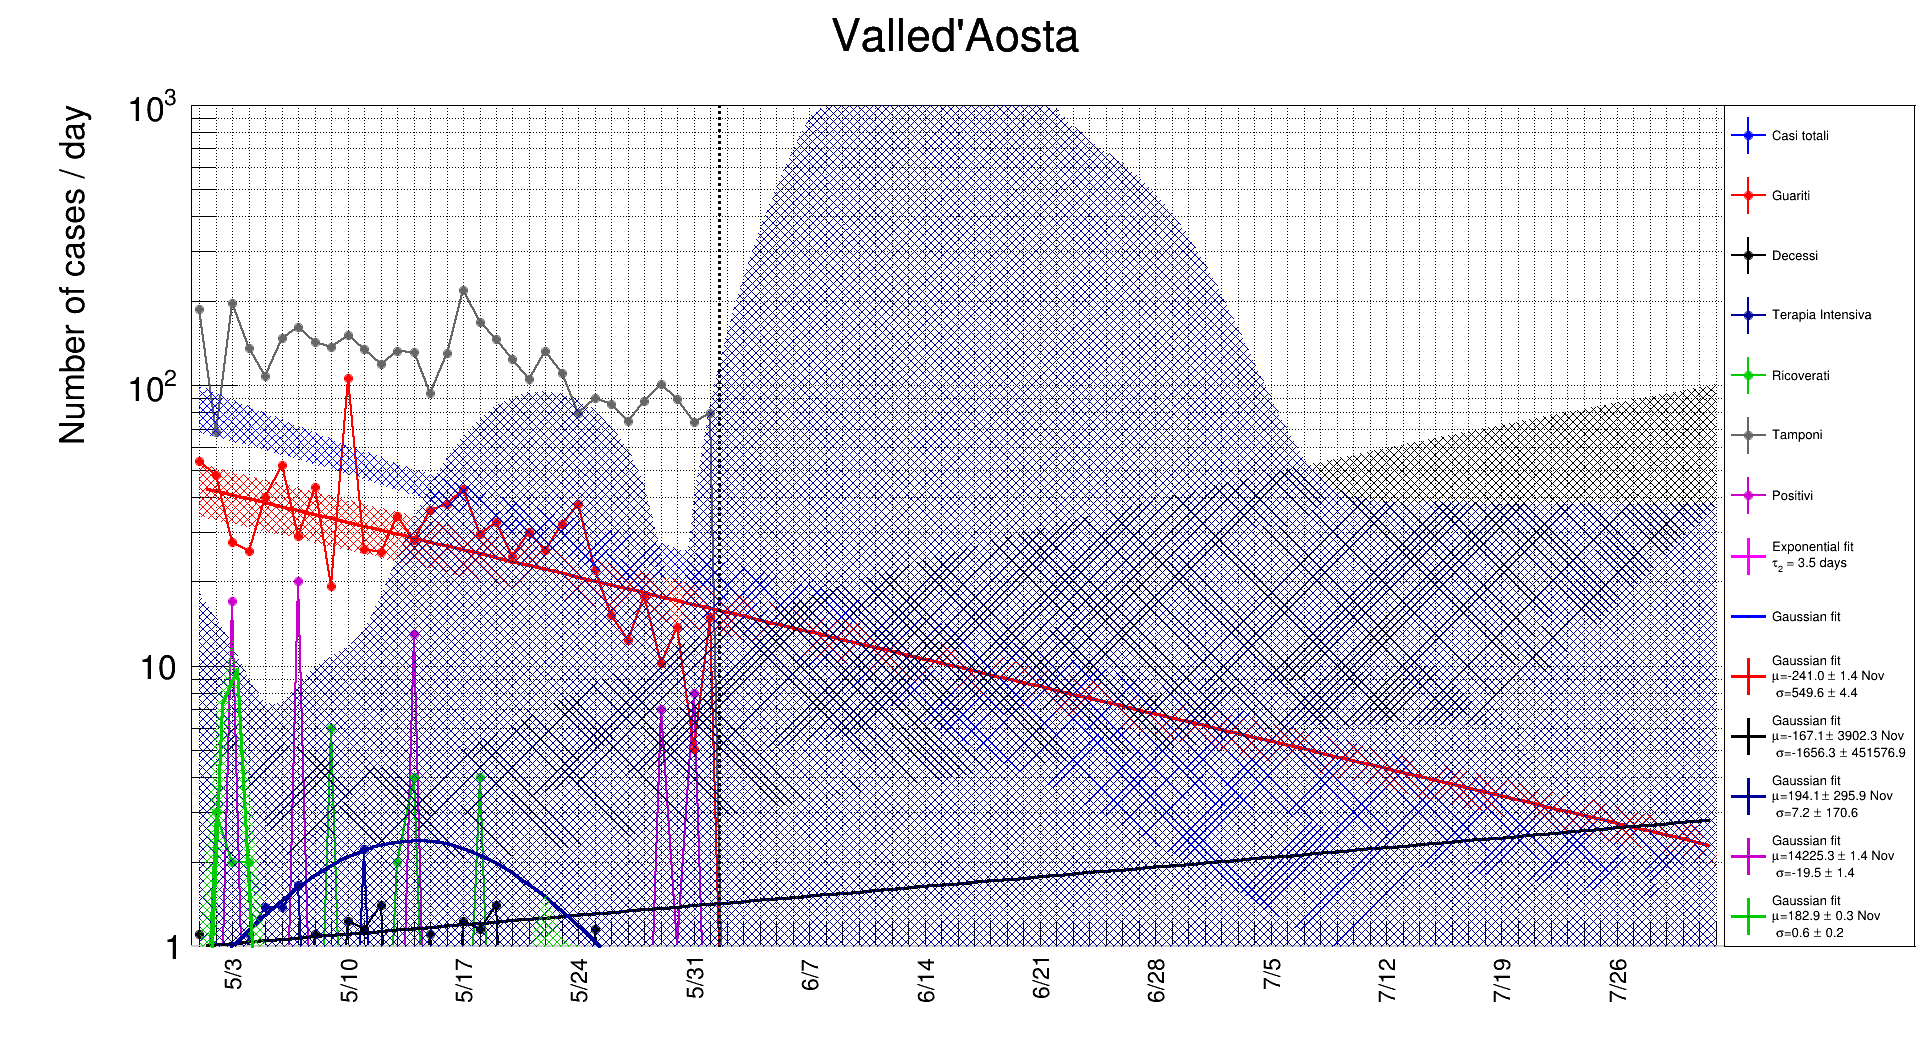 Valled'Aosta
Number of cases / day
10³
10²
10
1
5/3
5/10
5/17
5/24
5/31
6/7
6/14
6/21
6/28
7/5
7/12
7/19
7/26
Casi totali
Guariti
Decessi
Terapia Intensiva
Ricoverati
Tamponi
Positivi
Exponential fit
τ₂ = 3.5 days
Gaussian fit
Gaussian fit
μ=-241.0 ± 1.4 Nov
σ=549.6 ± 4.4
Gaussian fit
μ=-167.1 ± 3902.3 Nov
σ=-1656.3 ± 451576.9
Gaussian fit
μ=194.1 ± 295.9 Nov
σ=7.2 ± 170.6
Gaussian fit
μ=14225.3 ± 1.4 Nov
σ=-19.5 ± 1.4
Gaussian fit
μ=182.9 ± 0.3 Nov
σ=0.6 ± 0.2